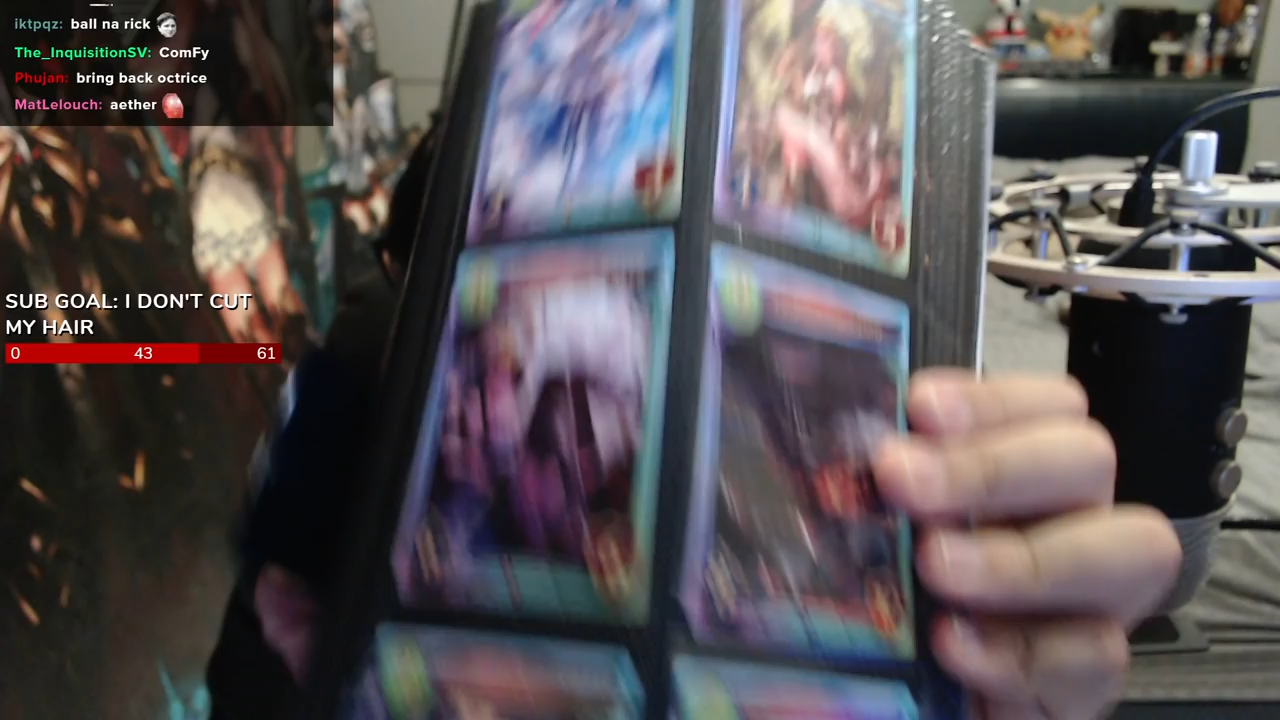 iktpqz: ball na rick
The_InquisitionSV: ComFy
Phujan: bring back octrice
MatLelouch: aether
SUB GOAL: I DON'T CUT
MY HAIR
0 43 61